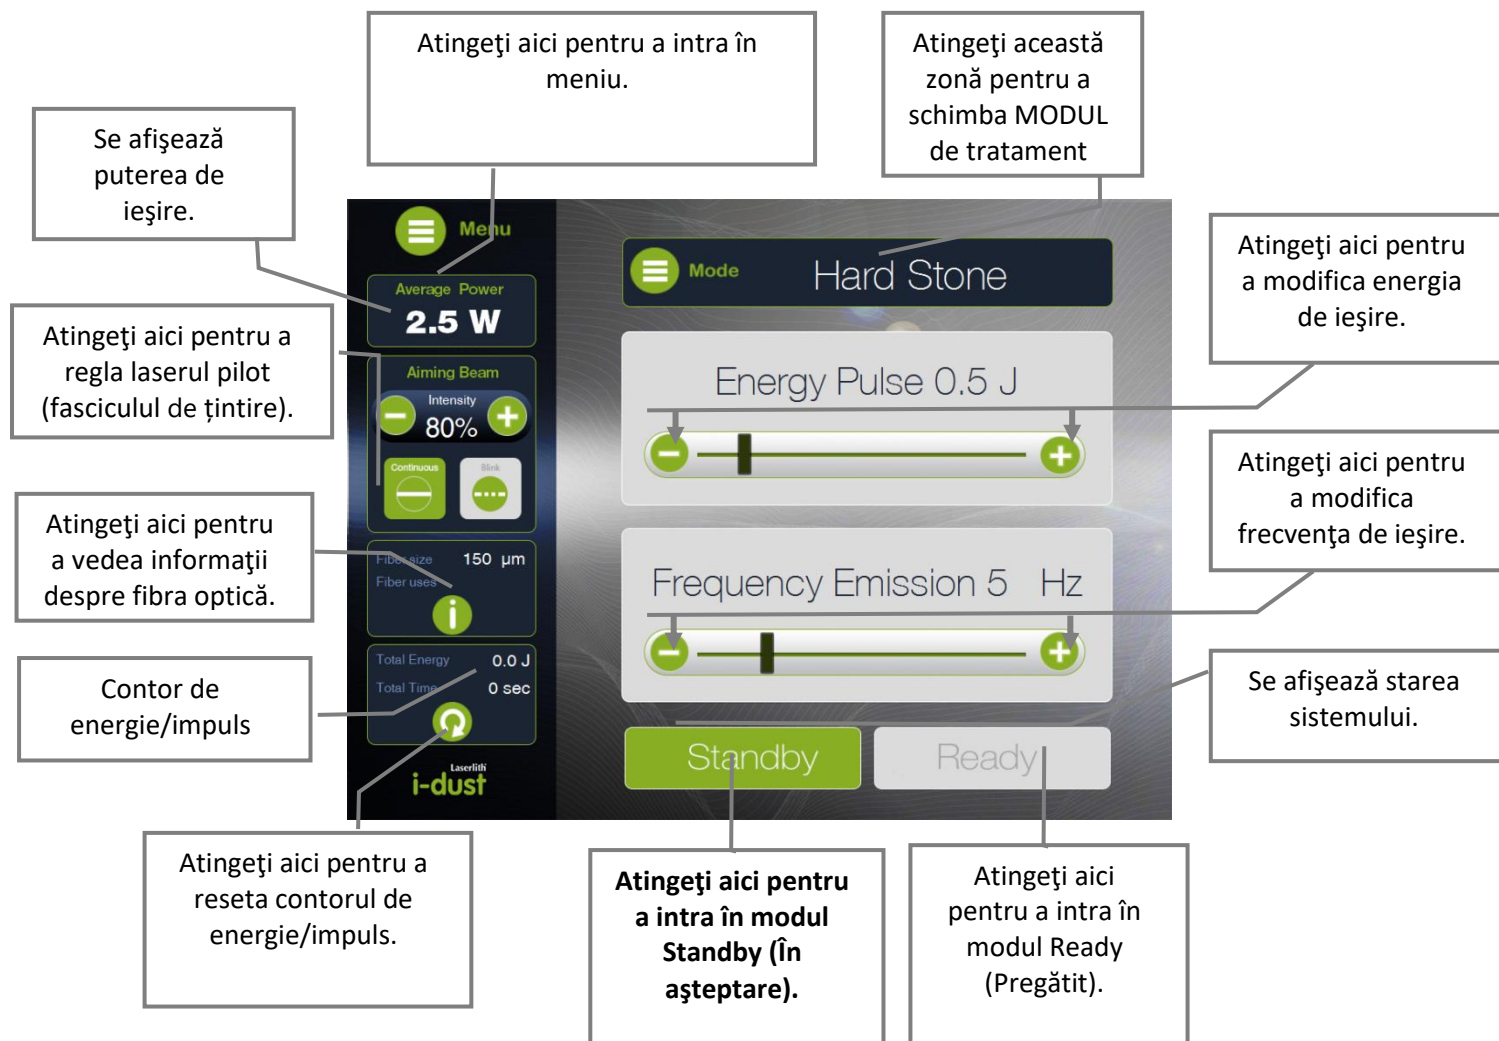 Atingeţi aici pentru a intra în
meniu.
Atingeţi această
zonă pentru a
schimba MODUL
de tratament
Se afişează
puterea de
ieşire.
Atingeţi aici pentru a
regla laserul pilot
(fasciculul de țintire).
Atingeţi aici pentru
a vedea informaţii
despre fibra optică.
Contor de
energie/impuls
Menu
Average Power
2.5 W
Aiming Beam
Intensity
80%
Continuous
Blink
Fiber size 150 µm
Fiber uses
Total Energy 0.0 J
Total Time 0 sec
Laserlith
i-dust
Mode Hard Stone
Energy Pulse 0.5 J
Frequency Emission 5 Hz
Standby Ready
Atingeţi aici pentru
a modifica energia
de ieşire.
Atingeţi aici pentru
a modifica
frecvenţa de ieşire.
Se afişează starea
sistemului.
Atingeţi aici pentru a
reseta contorul de
energie/impuls.
Atingeţi aici pentru
a intra în modul
Standby (În
aşteptare).
Atingeţi aici
pentru a intra în
modul Ready
(Pregătit).